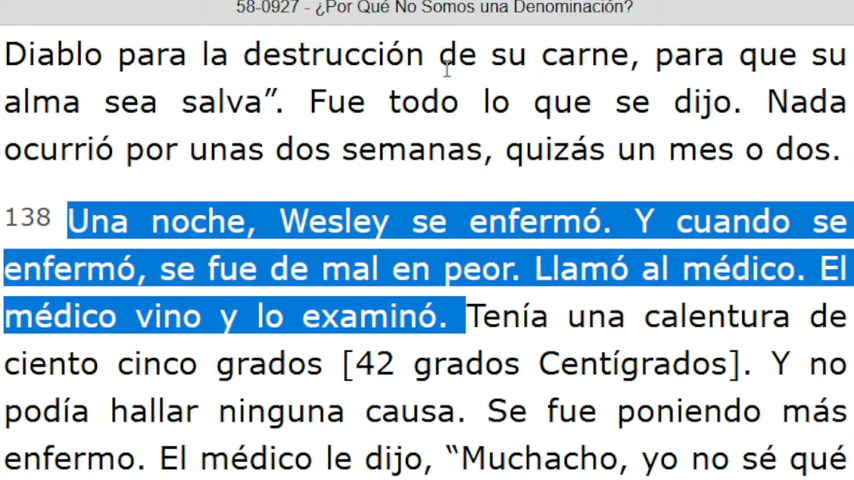 58-0927 - ¿Por Qué No Somos una Denominación?
Diablo para la destrucción de su carne, para que su
alma sea salva”. Fue todo lo que se dijo. Nada
ocurrió por unas dos semanas, quizás un mes o dos.
138 Una noche, Wesley se enfermó. Y cuando se
enfermó, se fue de mal en peor. Llamó al médico. El
médico vino y lo examinó. Tenía una calentura de
ciento cinco grados [42 grados Centígrados]. Y no
podía hallar ninguna causa. Se fue poniendo más
enfermo. El médico le dijo, “Muchacho, yo no sé qué